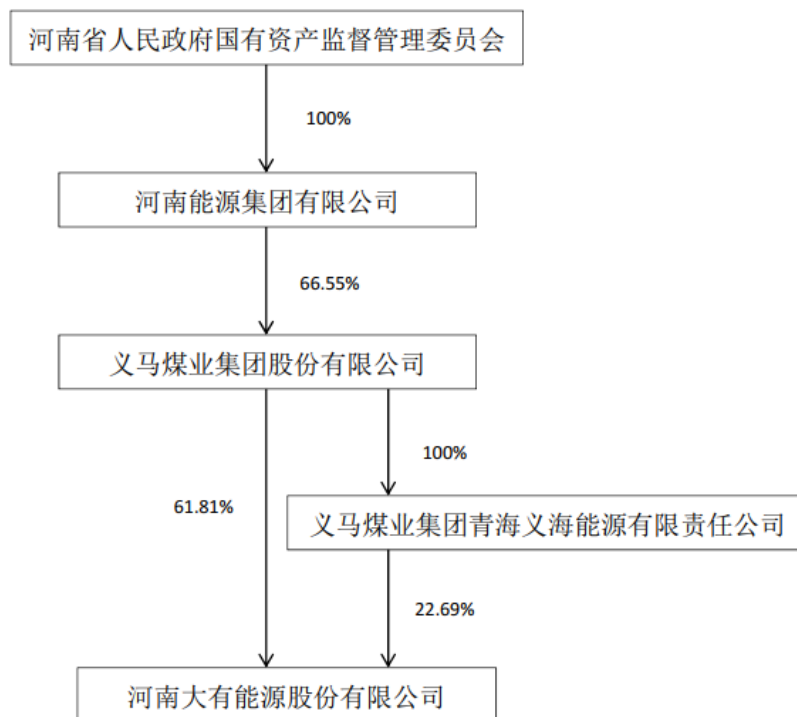 河南省人民政府国有资产监督管理委员会
100%
河南能源集团有限公司
66.55%
义马煤业集团股份有限公司
100%
61.81%
义马煤业集团青海义海能源有限责任公司
22.69%
河南大有能源股份有限公司